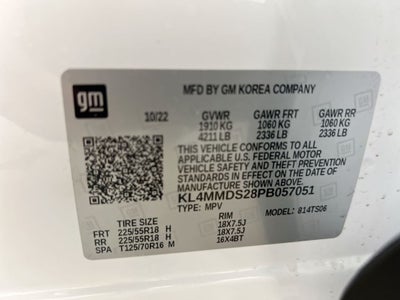 gm
MFD BY GM KOREA COMPANY
10/22 GVWR GAWR FRT GAWR RR
1910 KG 1060 KG 1060 KG
4211 LB 2336 LB 2336 LB
THIS VEHICLE CONFORMS TO ALL
APPLICABLE U.S. FEDERAL MOTOR
VEHICLE SAFETY AND THEFT
PREVENTION STANDARDS IN EFFECT
ON THE DATE OF MANUFACTURE
SHOWN ABOVE.
KL4MMDS28PB057051
TYPE: MPV MODEL: 814TS06
TIRE SIZE RIM
FRT 225/55R18 H 18X7.5J
RR 225/55R18 H 18X7.5J
SPA T125/70R16 M 16X4BT